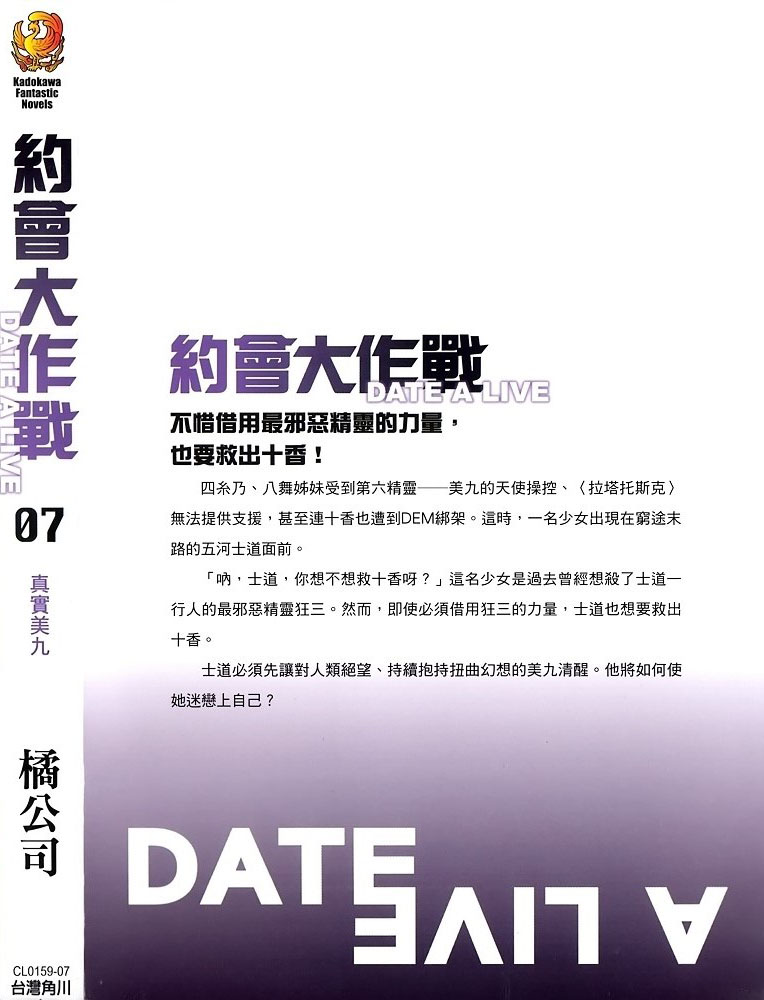 Kadokawa
Fantastic
Novels
約會大作戰
DATE A LIVE
07
真實美九
橘公司
CL0159-07
台灣角川
約會大作戰
DATE A LIVE
不惜借用最邪惡精靈的力量，
也要救出十香！
四糸乃、八舞姊妹受到第六精靈──美九的天使操控、〈拉塔托斯克〉
無法提供支援，甚至連十香也遭到DEM綁架。這時，一名少女出現在窮途末
路的五河士道面前。
「吶，士道，你想不想救十香呀？」這名少女是過去曾經想殺了士道一
行人的最邪惡精靈狂三。然而，即使必須借用狂三的力量，士道也想要救出
十香。
士道必須先讓對人類絕望、持續抱持扭曲幻想的美九清醒。他將如何使
她迷戀上自己？
DATE
A LIVE